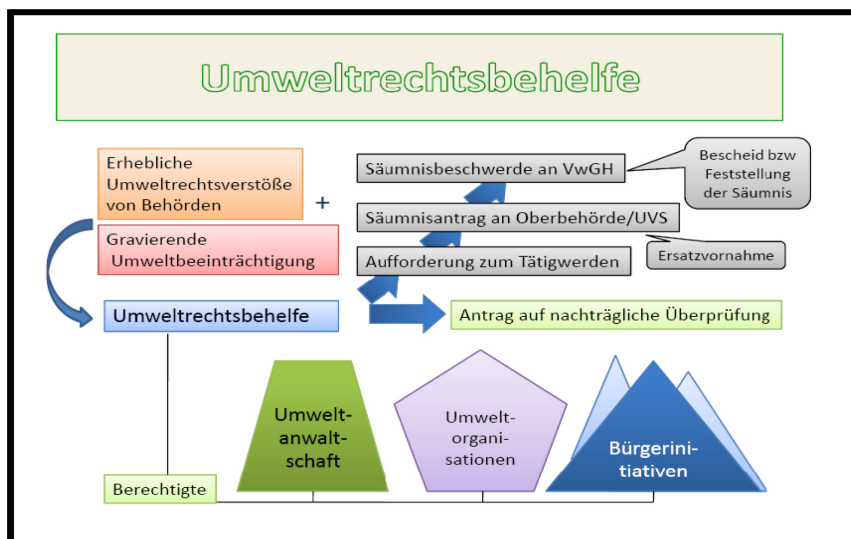 Umweltrechtsbehelfe
Erhebliche
Umweltrechtsverstöße
von Behörden
+
Gravierende
Umweltbeeinträchtigung
Säumnisbeschwerde an VwGH
Bescheid bzw
Feststellung
der Säumnis
Säumnisantrag an Oberbehörde/UVS
Ersatzvornahme
Aufforderung zum Tätigwerden
Umweltrechtsbehelfe
Antrag auf nachträgliche Überprüfung
Umwelt-
anwalt-
schaft
Umwelt-
organi-
sationen
Bürgerini-
tiativen
Berechtigte